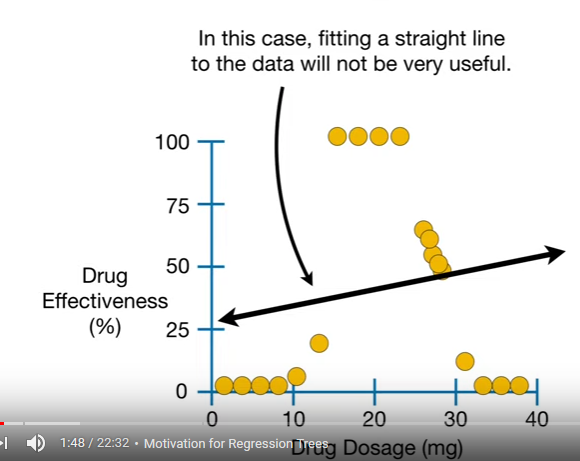 In this case, fitting a straight line
to the data will not be very useful.
100
75
50
25
0
Drug
Effectiveness
(%)
0 10 20 30 40
Drug Dosage (mg)
1:48 / 22:32 • Motivation for Regression Trees